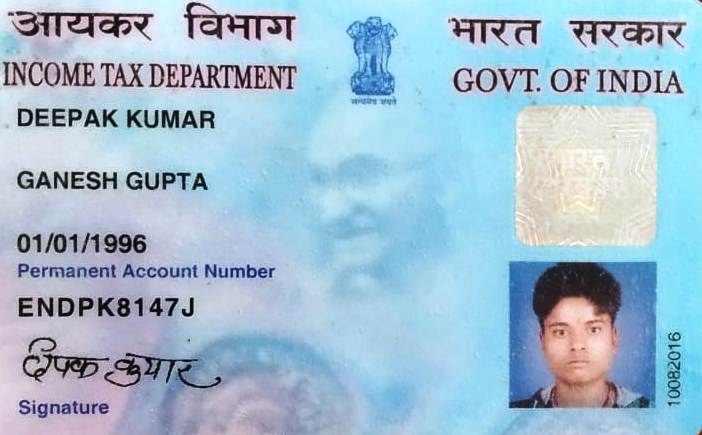 आयकर विभाग
INCOME TAX DEPARTMENT
भारत सरकार
GOVT. OF INDIA
सत्यमेव जयते
DEEPAK KUMAR
GANESH GUPTA
01/01/1996
Permanent Account Number
ENDPK8147J
दीपक कुमार
Signature
10082016